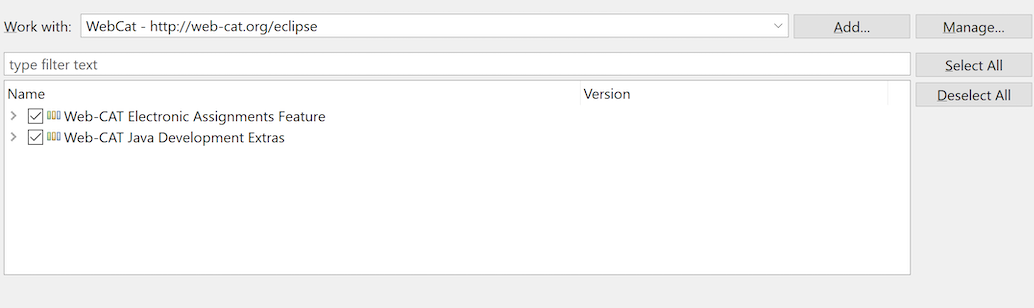 Work with: WebCat - http://web-cat.org/eclipse Add... Manage...
type filter text Select All
Name Version Deselect All
Web-CAT Electronic Assignments Feature
Web-CAT Java Development Extras